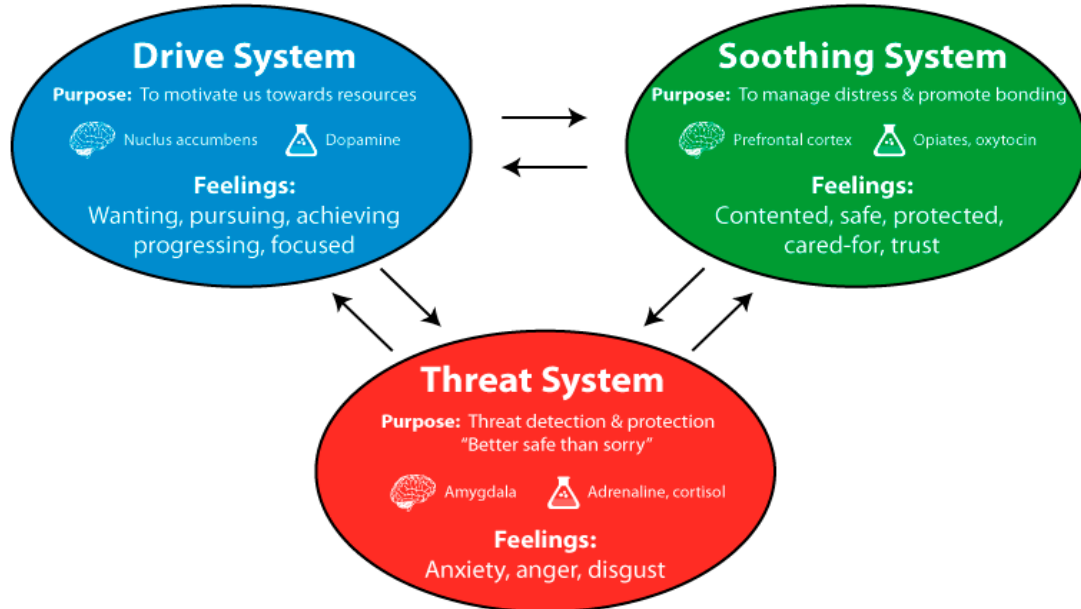 Drive System
Purpose: To motivate us towards resources
Nuclus accumbens
Dopamine
Feelings:
Wanting, pursuing, achieving
progressing, focused
Soothing System
Purpose: To manage distress & promote bonding
Prefrontal cortex
Opiates, oxytocin
Feelings:
Contented, safe, protected,
cared-for, trust
Threat System
Purpose: Threat detection & protection
“Better safe than sorry”
Amygdala
Adrenaline, cortisol
Feelings:
Anxiety, anger, disgust